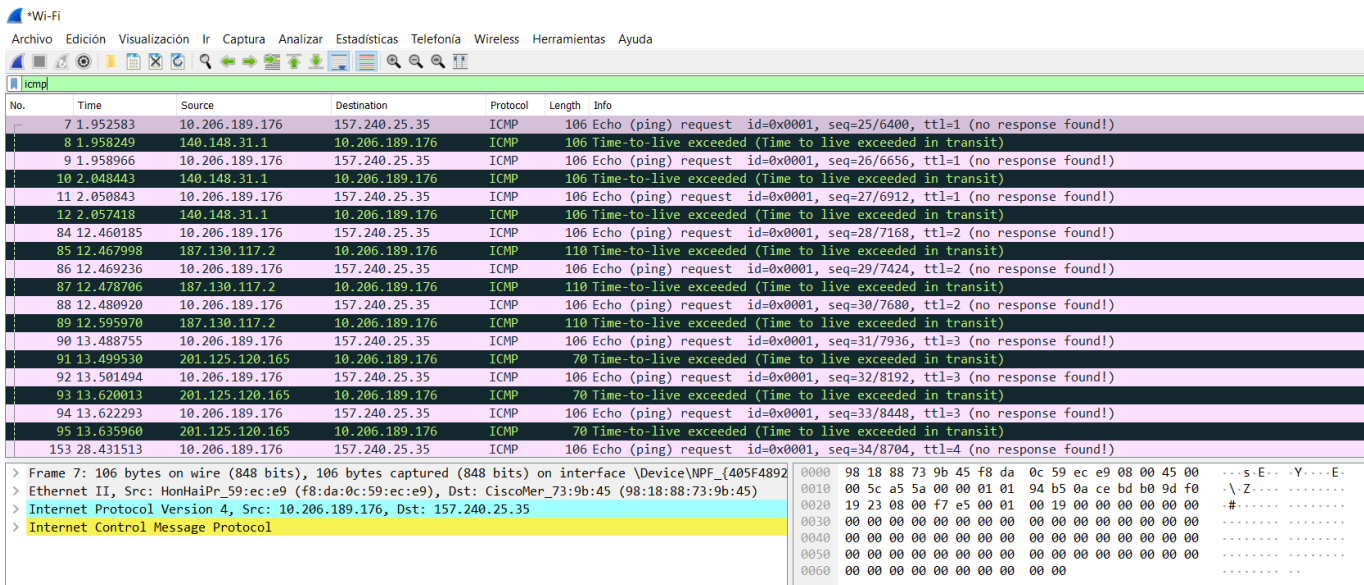 *Wi-Fi
Archivo Edición Visualización Ir Captura Analizar Estadísticas Telefonía Wireless Herramientas Ayuda
icmp
No. Time Source Destination Protocol Length Info
7 1.952583 10.206.189.176 157.240.25.35 ICMP 106 Echo (ping) request id=0x0001, seq=25/6400, ttl=1 (no response found!)
8 1.958249 140.148.31.1 10.206.189.176 ICMP 106 Time-to-live exceeded (Time to live exceeded in transit)
9 1.958966 10.206.189.176 157.240.25.35 ICMP 106 Echo (ping) request id=0x0001, seq=26/6656, ttl=1 (no response found!)
10 2.048443 140.148.31.1 10.206.189.176 ICMP 106 Time-to-live exceeded (Time to live exceeded in transit)
11 2.050843 10.206.189.176 157.240.25.35 ICMP 106 Echo (ping) request id=0x0001, seq=27/6912, ttl=1 (no response found!)
12 2.057418 140.148.31.1 10.206.189.176 ICMP 106 Time-to-live exceeded (Time to live exceeded in transit)
84 12.460185 10.206.189.176 157.240.25.35 ICMP 106 Echo (ping) request id=0x0001, seq=28/7168, ttl=2 (no response found!)
85 12.467998 187.130.117.2 10.206.189.176 ICMP 110 Time-to-live exceeded (Time to live exceeded in transit)
86 12.469236 10.206.189.176 157.240.25.35 ICMP 106 Echo (ping) request id=0x0001, seq=29/7424, ttl=2 (no response found!)
87 12.478706 187.130.117.2 10.206.189.176 ICMP 110 Time-to-live exceeded (Time to live exceeded in transit)
88 12.480920 10.206.189.176 157.240.25.35 ICMP 106 Echo (ping) request id=0x0001, seq=30/7680, ttl=2 (no response found!)
89 12.595970 187.130.117.2 10.206.189.176 ICMP 110 Time-to-live exceeded (Time to live exceeded in transit)
90 13.488755 10.206.189.176 157.240.25.35 ICMP 106 Echo (ping) request id=0x0001, seq=31/7936, ttl=3 (no response found!)
91 13.499530 201.125.120.165 10.206.189.176 ICMP 70 Time-to-live exceeded (Time to live exceeded in transit)
92 13.501494 10.206.189.176 157.240.25.35 ICMP 106 Echo (ping) request id=0x0001, seq=32/8192, ttl=3 (no response found!)
93 13.620013 201.125.120.165 10.206.189.176 ICMP 70 Time-to-live exceeded (Time to live exceeded in transit)
94 13.622293 10.206.189.176 157.240.25.35 ICMP 106 Echo (ping) request id=0x0001, seq=33/8448, ttl=3 (no response found!)
95 13.635960 201.125.120.165 10.206.189.176 ICMP 70 Time-to-live exceeded (Time to live exceeded in transit)
153 28.431513 10.206.189.176 157.240.25.35 ICMP 106 Echo (ping) request id=0x0001, seq=34/8704, ttl=4 (no response found!)
> Frame 7: 106 bytes on wire (848 bits), 106 bytes captured (848 bits) on interface \Device\NPF_{405F4892
> Ethernet II, Src: HonHaiPr_59:ec:e9 (f8:da:0c:59:ec:e9), Dst: CiscoMer_73:9b:45 (98:18:88:73:9b:45)
> Internet Protocol Version 4, Src: 10.206.189.176, Dst: 157.240.25.35
> Internet Control Message Protocol
0000 98 18 88 73 9b 45 f8 da 0c 59 ec e9 08 00 45 00 ···s·E·· ·Y····E·
0010 00 5c a5 5a 00 00 01 01 94 b5 0a ce bd b0 9d f0 ·\·Z···· ········
0020 19 23 08 00 f7 e5 00 01 00 19 00 00 00 00 00 00 ·#······ ········
0030 00 00 00 00 00 00 00 00 00 00 00 00 00 00 00 00 ········ ········
0040 00 00 00 00 00 00 00 00 00 00 00 00 00 00 00 00 ········ ········
0050 00 00 00 00 00 00 00 00 00 00 00 00 00 00 00 00 ········ ········
0060 00 00 00 00 00 00 00 00 00 00 ········ ··